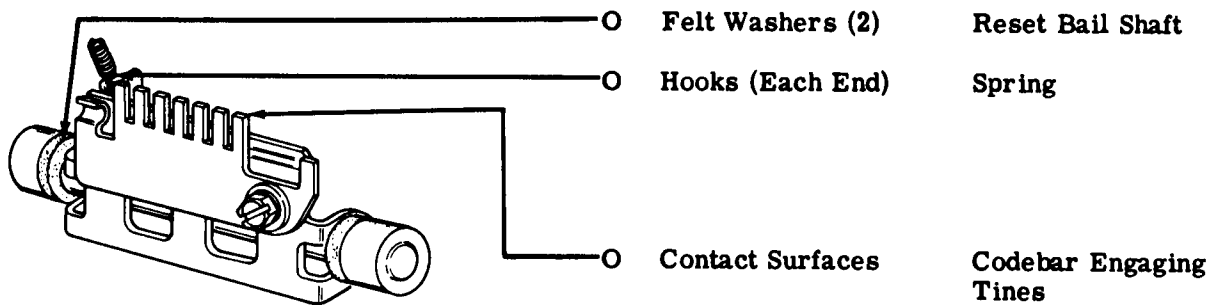 O Felt Washers (2) Reset Bail Shaft
O Hooks (Each End) Spring
O Contact Surfaces Codebar Engaging
Tines